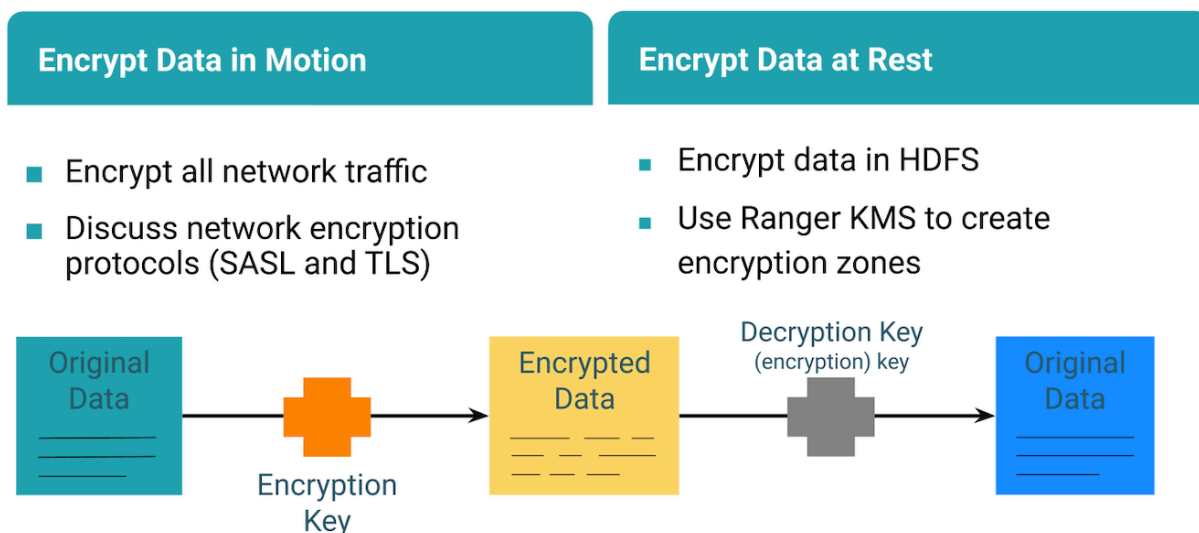 Encrypt Data in Motion
Encrypt all network traffic
Discuss network encryption
protocols (SASL and TLS)
Encrypt Data at Rest
Encrypt data in HDFS
Use Ranger KMS to create
encryption zones
Original
Data
Encryption
Key
Encrypted
Data
Decryption Key
(encryption) key
Original
Data